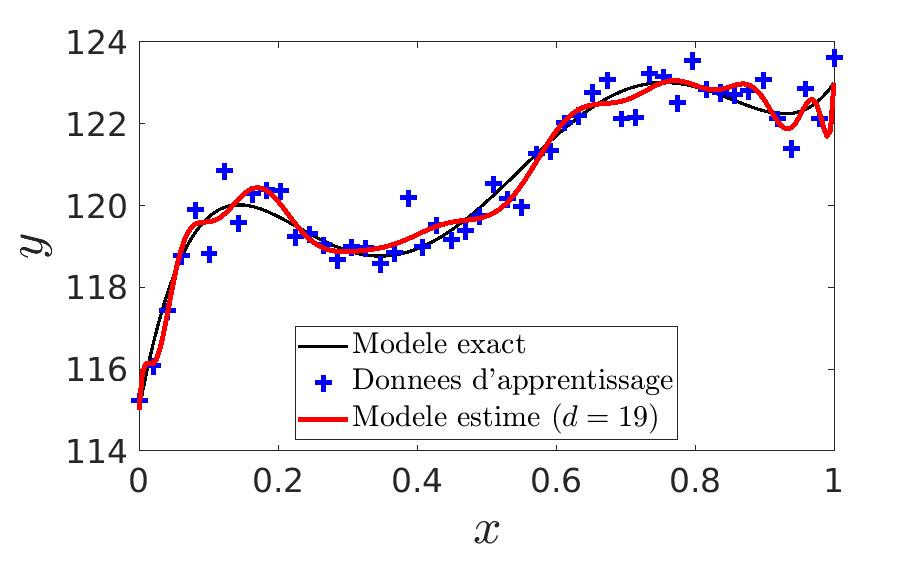 124
122
120
118
116
114
y
Modele exact
Donnees d'apprentissage
Modele estime (d = 19)
0 0.2 0.4 0.6 0.8 1
x